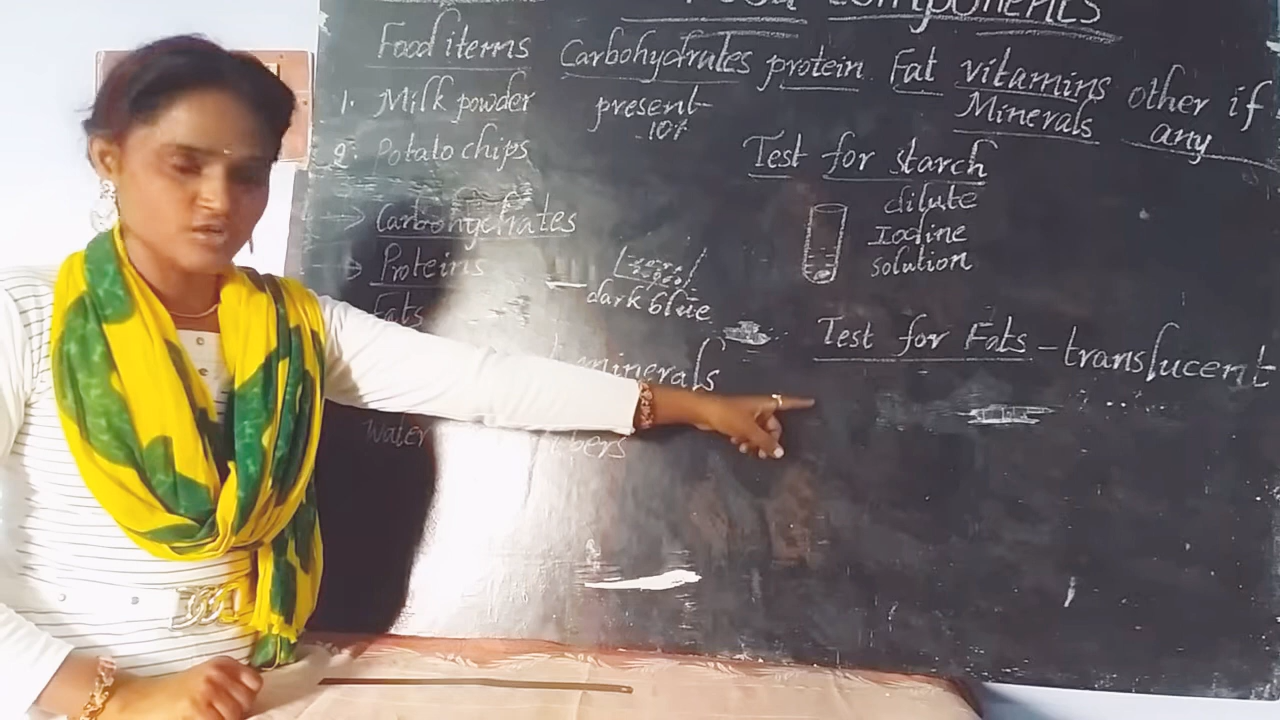 Food components
Food items Carbohydrates protein Fat vitamins Minerals other if any
1. Milk powder present 10%
2. Potato chips
Test for starch
dilute
Iodine
solution
→ Carbohydrates
→ Proteins
Fats
dark blue
minerals
Water
Test for Fats - translucent